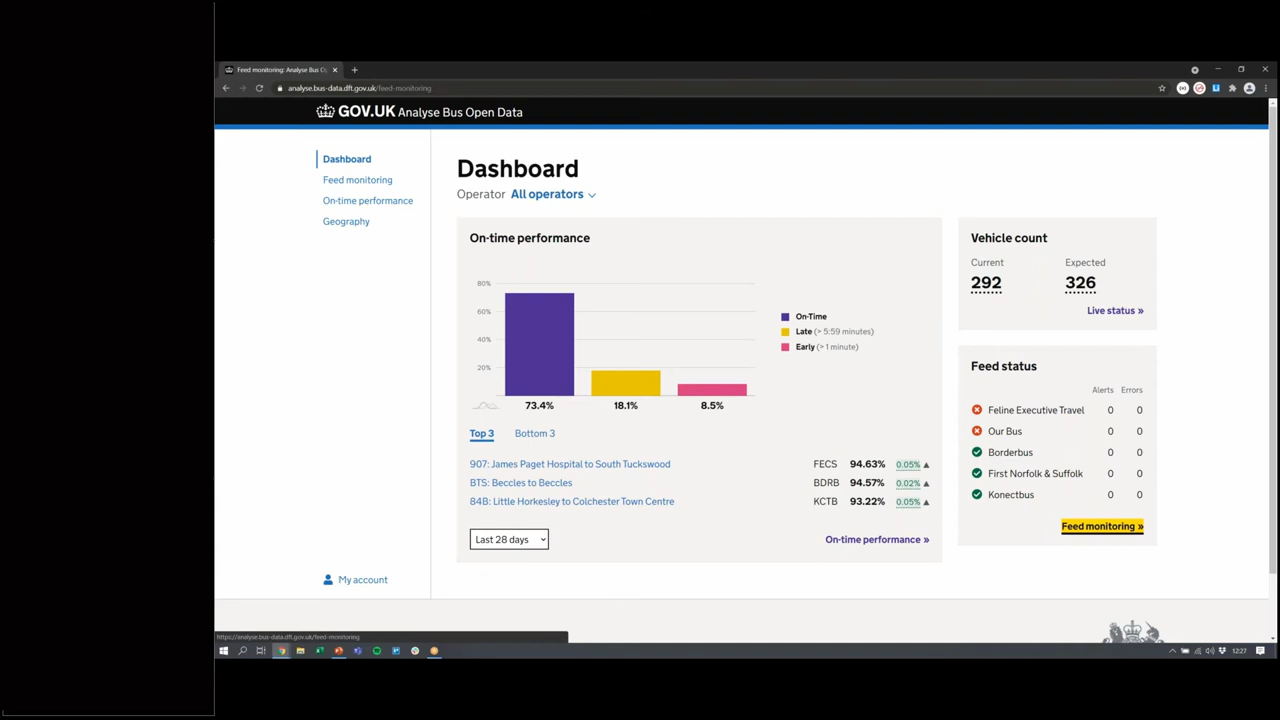 Feed monitoring: Analyse Bus O
analyse.bus-data.dft.gov.uk/feed-monitoring
GOV.UK Analyse Bus Open Data
Dashboard
Feed monitoring
On-time performance
Geography
My account
Dashboard
Operator All operators
On-time performance
80%
60%
40%
20%
73.4% 18.1% 8.5%
On-Time
Late (> 5:59 minutes)
Early (> 1 minute)
Top 3 Bottom 3
907: James Paget Hospital to South Tuckswood FECS 94.63% 0.05% ▲
BTS: Beccles to Beccles BDRB 94.57% 0.02% ▲
84B: Little Horkesley to Colchester Town Centre KCTB 93.22% 0.05% ▲
Last 28 days
On-time performance »
Vehicle count
Current Expected
292 326
Live status »
Feed status
Alerts Errors
Feline Executive Travel 0 0
Our Bus 0 0
Borderbus 0 0
First Norfolk & Suffolk 0 0
Konectbus 0 0
Feed monitoring »
https://analyse.bus-data.dft.gov.uk/feed-monitoring
12:27